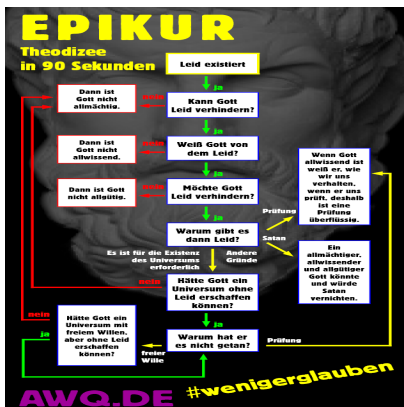 EPIKUR
Theodizee
in 90 Sekunden
Leid existiert
ja
Dann ist
Gott nicht
allmächtig.
nein
Kann Gott
Leid verhindern?
ja
Dann ist
Gott nicht
allwissend.
nein
Weiß Gott von
dem Leid?
ja
Dann ist Gott
nicht allgütig.
nein
Möchte Gott
Leid verhindern?
ja
Warum gibt es
dann Leid?
Prüfung
Wenn Gott
allwissend ist
weiß er, wie
wir uns
verhalten,
wenn er uns
prüft, deshalb
ist eine
Prüfung
überflüssig.
Satan
Ein
allmächtiger,
allwissender
und allgütiger
Gott könnte
und würde
Satan
vernichten.
Es ist für die Existenz
des Universums
erforderlich
Andere
Gründe
nein
Hätte Gott ein
Universum ohne
Leid erschaffen
können?
ja
Warum hat er
es nicht getan?
Prüfung
freier
Wille
Hätte Gott ein
Universum mit
freiem Willen,
aber ohne Leid
erschaffen
können?
nein
ja
AWQ.DE
#wenigerglauben